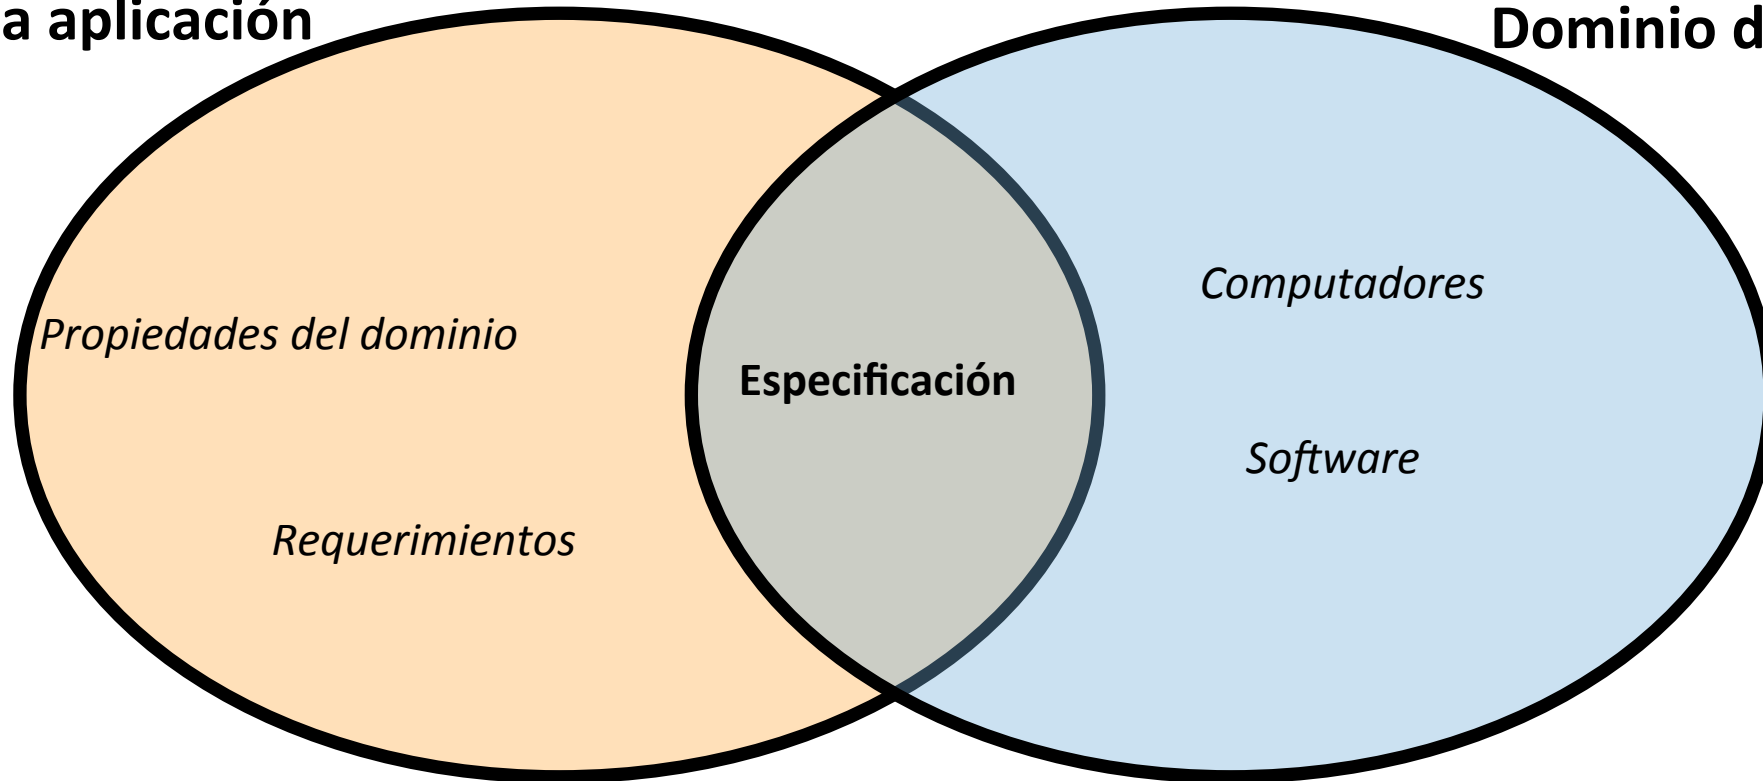 a aplicación
Dominio d
Propiedades del dominio
Requerimientos
Especificación
Computadores
Software